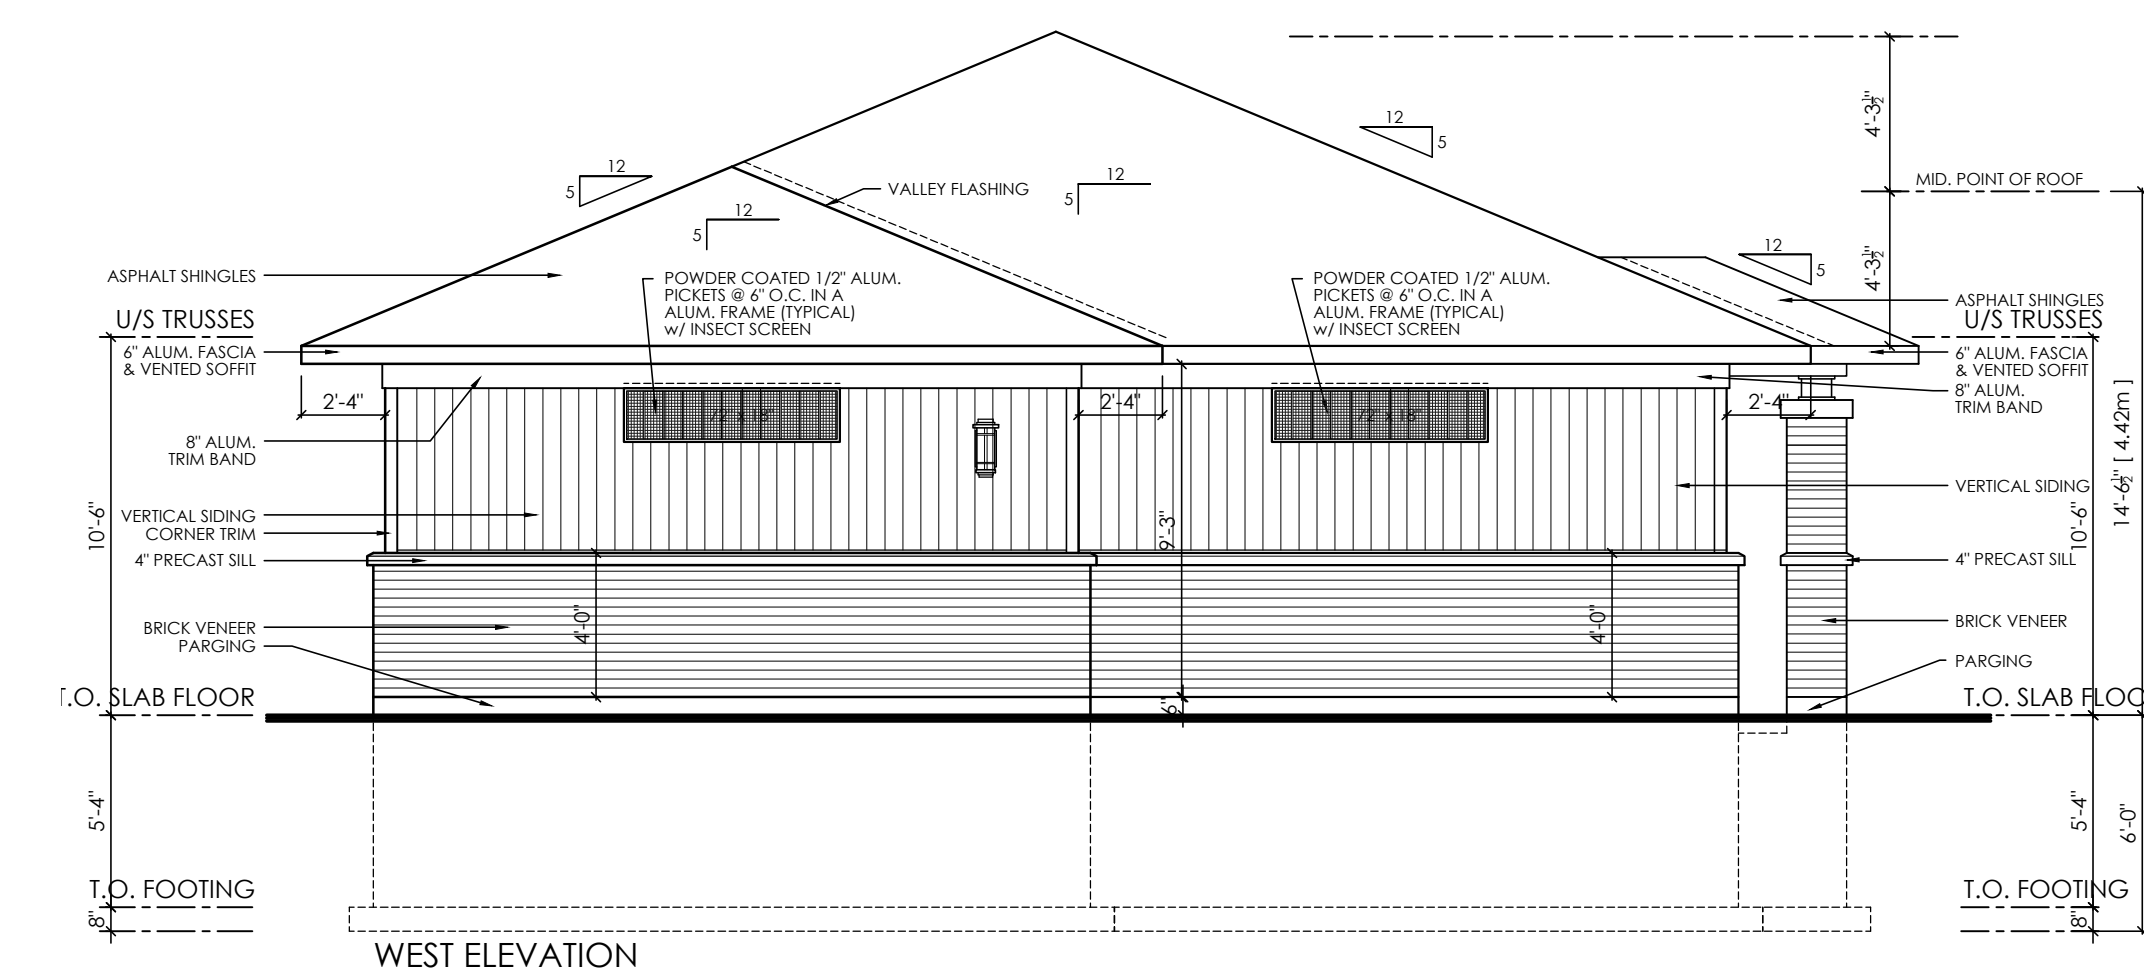 4'-3½"
12
5
12
5
MID. POINT OF ROOF
12
5
VALLEY FLASHING
12
5
12
5
4'-3½"
ASPHALT SHINGLES
POWDER COATED 1/2" ALUM.
PICKETS @ 6" O.C. IN A
ALUM. FRAME (TYPICAL)
w/ INSECT SCREEN
POWDER COATED 1/2" ALUM.
PICKETS @ 6" O.C. IN A
ALUM. FRAME (TYPICAL)
w/ INSECT SCREEN
ASPHALT SHINGLES
U/S TRUSSES
U/S TRUSSES
6" ALUM. FASCIA
& VENTED SOFFIT
6" ALUM. FASCIA
& VENTED SOFFIT
8" ALUM.
TRIM BAND
2'-4"
72" x 18"
2'-4"
72" x 18"
2'-4"
8" ALUM.
TRIM BAND
14'-6½" [ 4.42m ]
VERTICAL SIDING
VERTICAL SIDING
CORNER TRIM
10'-6"
9'-3"
10'-6"
4" PRECAST SILL
4" PRECAST SILL
BRICK VENEER
PARGING
4'-0"
4'-0"
BRICK VENEER
PARGING
T.O. SLAB FLOOR
6"
T.O. SLAB FLOO
5'-4"
5'-4"
6'-0"
T.O. FOOTING
T.O. FOOTING
8"
8"
WEST ELEVATION